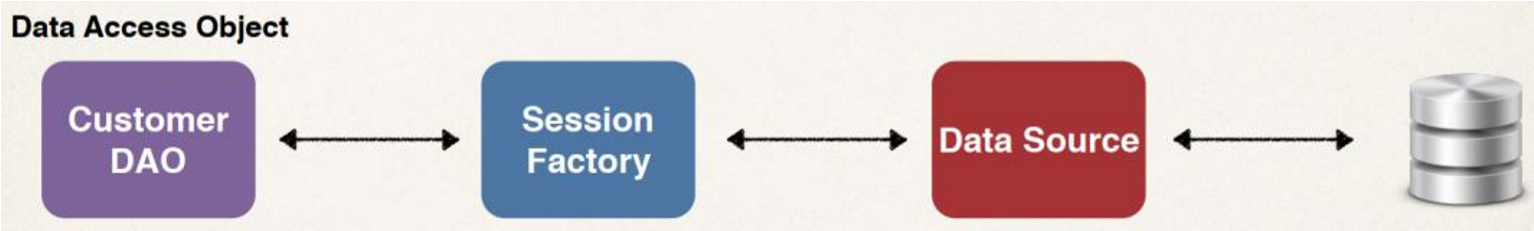 Data Access Object
Customer
DAO
Session
Factory
Data Source